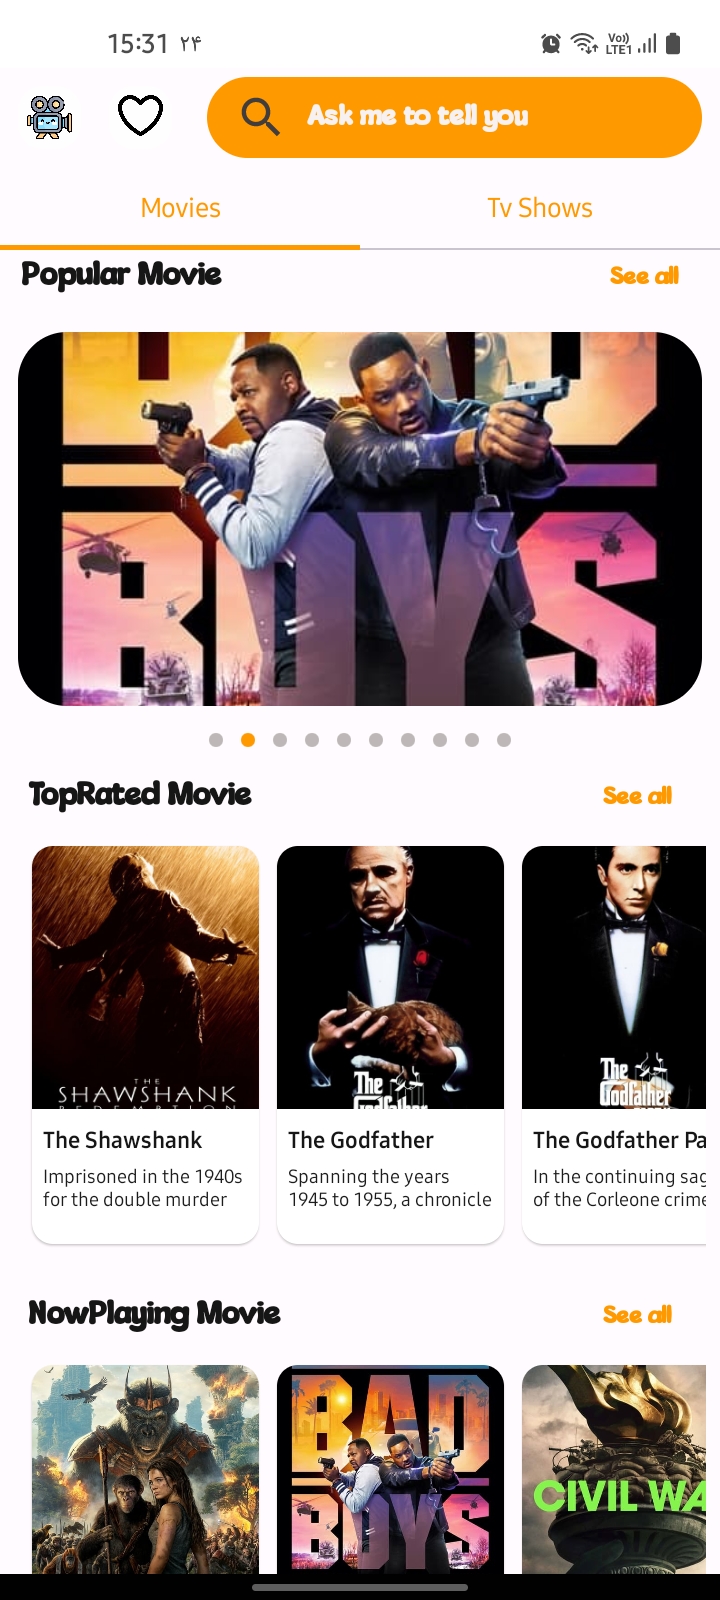 15:31 ۲۴
Vo))
LTE1
Ask me to tell you
Movies
Tv Shows
Popular Movie
See all
BAD
BOYS
TopRated Movie
See all
THE
SHAWSHANK
REDEMPTION
The
Godfather
The
Godfather
The Shawshank
Imprisoned in the 1940s
for the double murder
The Godfather
Spanning the years
1945 to 1955, a chronicle
The Godfather Pa
In the continuing sag
of the Corleone crime
NowPlaying Movie
See all
BAD
BOYS
CIVIL WA